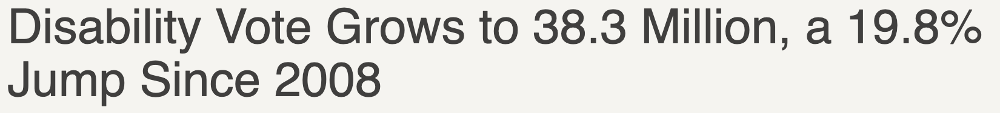 Disability Vote Grows to 38.3 Million, a 19.8%
Jump Since 2008